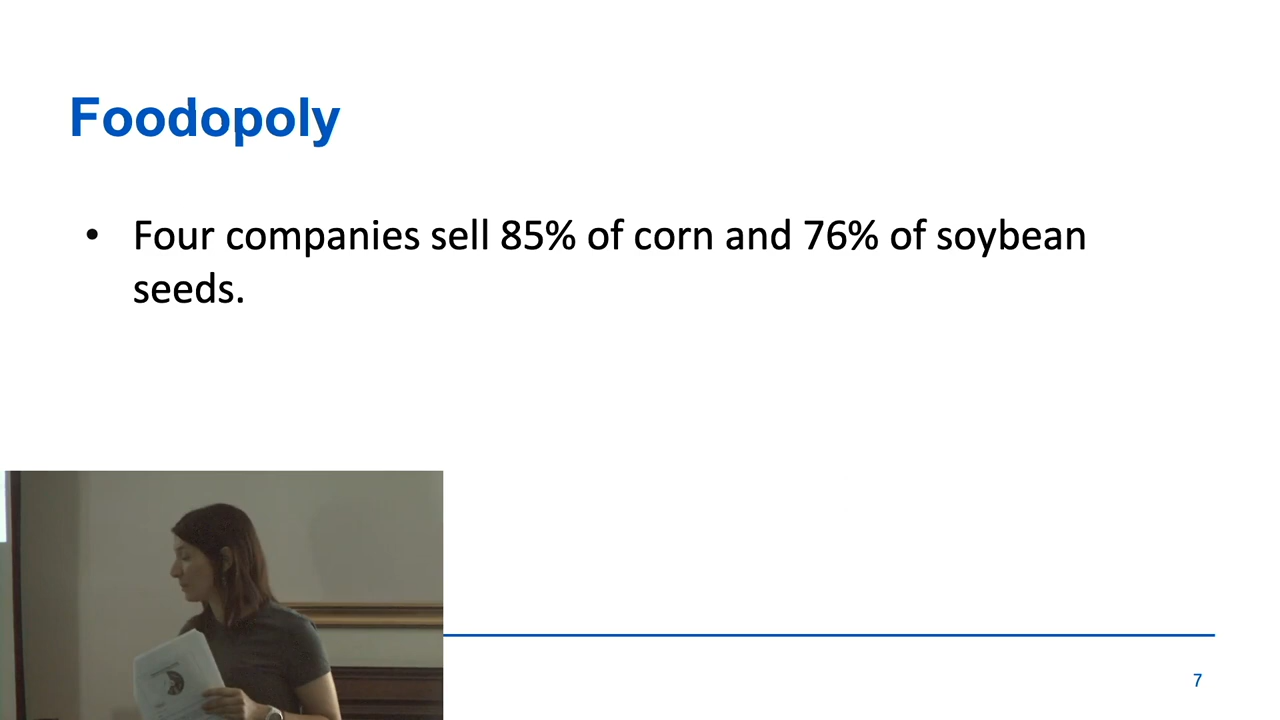 Foodopoly
• Four companies sell 85% of corn and 76% of soybean
seeds.
7